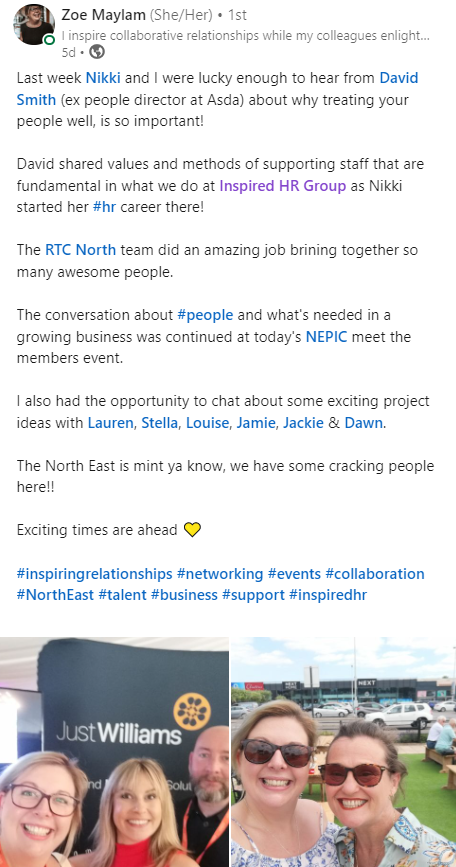 Zoe Maylam (She/Her) • 1st
I inspire collaborative relationships while my colleagues enlight...
5d •
Last week Nikki and I were lucky enough to hear from David
Smith (ex people director at Asda) about why treating your
people well, is so important!
David shared values and methods of supporting staff that are
fundamental in what we do at Inspired HR Group as Nikki
started her #hr career there!
The RTC North team did an amazing job brining together so
many awesome people.
The conversation about #people and what's needed in a
growing business was continued at today's NEPIC meet the
members event.
I also had the opportunity to chat about some exciting project
ideas with Lauren, Stella, Louise, Jamie, Jackie & Dawn.
The North East is mint ya know, we have some cracking people
here!!
Exciting times are ahead 💛
#inspiringrelationships #networking #events #collaboration
#NorthEast #talent #business #support #inspiredhr
JustWilliams
NEXT